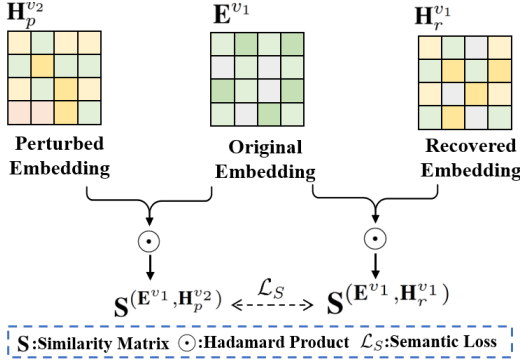 H_p^{v_2} E^{v_1} H_r^{v_1}
Perturbed Embedding
Original Embedding
Recovered Embedding
S^{(E^{v_1}, H_p^{v_2})} ℒ_S S^{(E^{v_1}, H_r^{v_1})}
S:Similarity Matrix ⊙:Hadamard Product ℒ_S:Semantic Loss